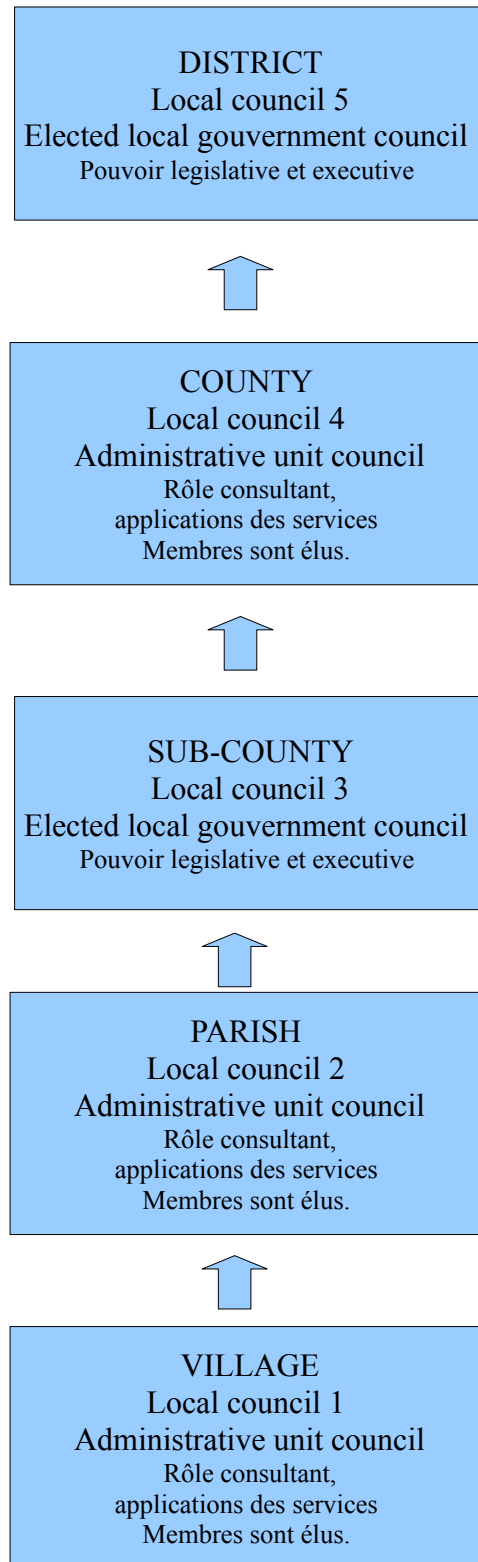 DISTRICT
Local council 5
Elected local gouvernment council
Pouvoir legislative et executive
COUNTY
Local council 4
Administrative unit council
Rôle consultant,
applications des services
Membres sont élus.
SUB-COUNTY
Local council 3
Elected local gouvernment council
Pouvoir legislative et executive
PARISH
Local council 2
Administrative unit council
Rôle consultant,
applications des services
Membres sont élus.
VILLAGE
Local council 1
Administrative unit council
Rôle consultant,
applications des services
Membres sont élus.